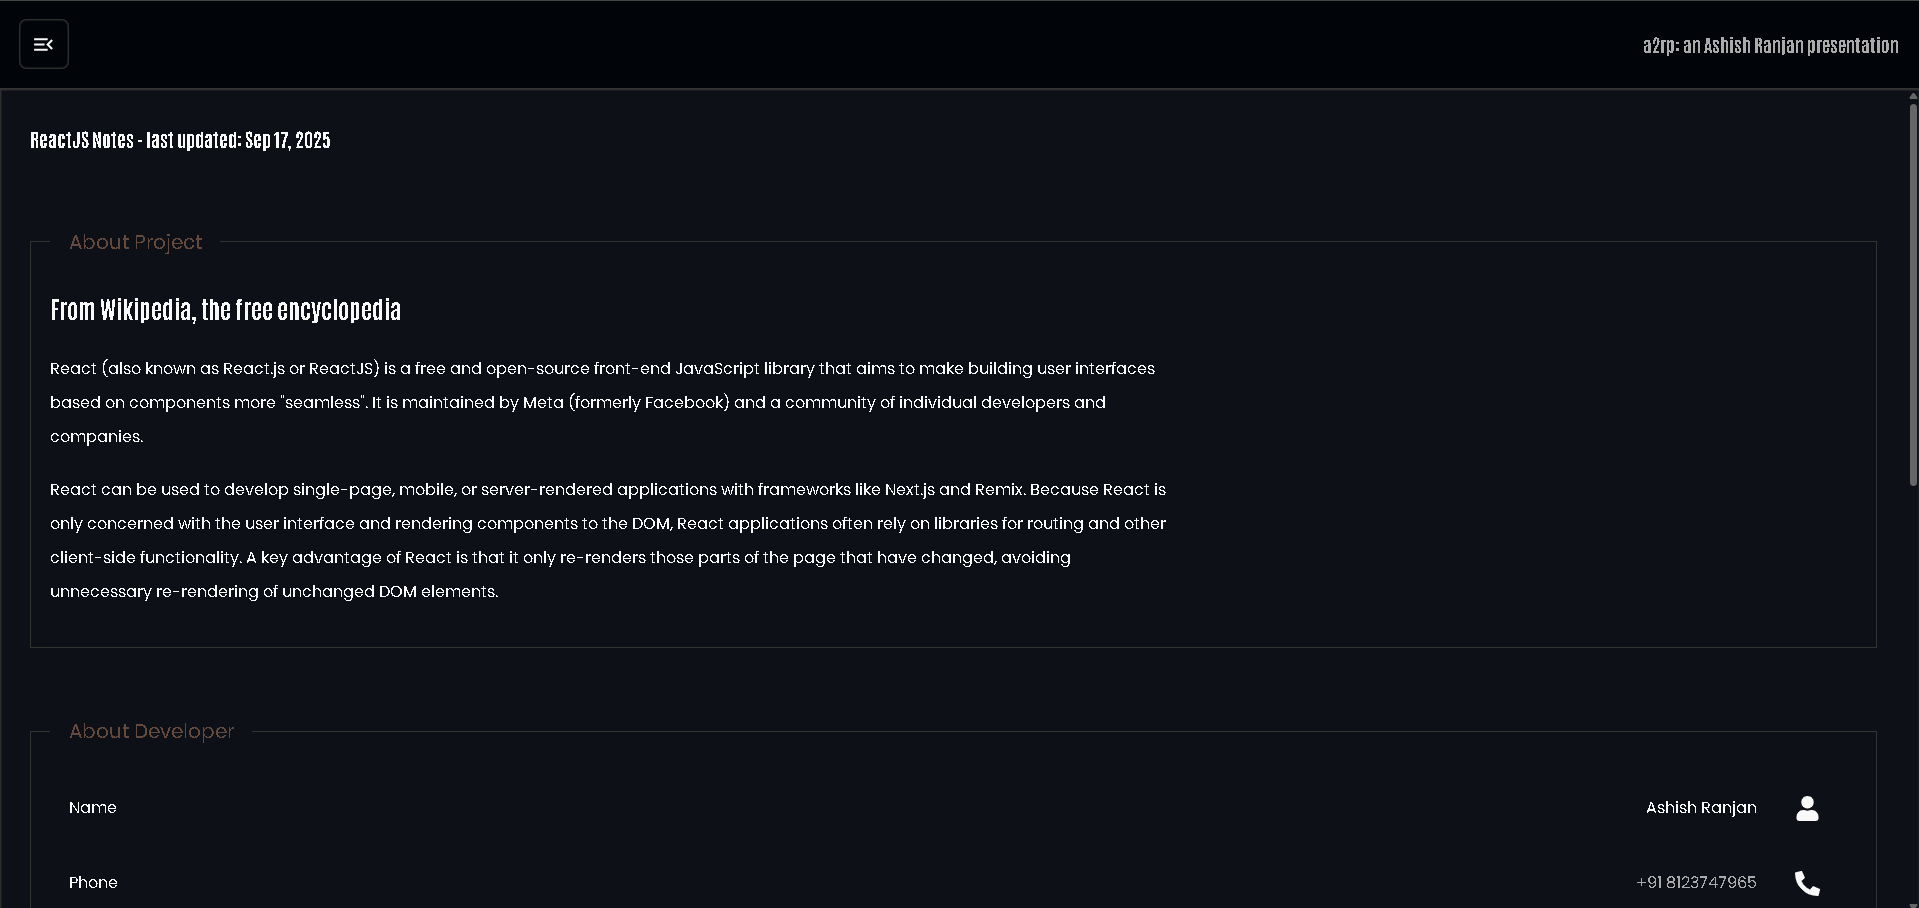 a2rp: an Ashish Ranjan presentation
ReactJS Notes - last updated: Sep 17, 2025
About Project
From Wikipedia, the free encyclopedia
React (also known as React.js or ReactJS) is a free and open-source front-end JavaScript library that aims to make building user interfaces
based on components more "seamless". It is maintained by Meta (formerly Facebook) and a community of individual developers and
companies.
React can be used to develop single-page, mobile, or server-rendered applications with frameworks like Next.js and Remix. Because React is
only concerned with the user interface and rendering components to the DOM, React applications often rely on libraries for routing and other
client-side functionality. A key advantage of React is that it only re-renders those parts of the page that have changed, avoiding
unnecessary re-rendering of unchanged DOM elements.
About Developer
Name Ashish Ranjan
Phone +91 8123747965